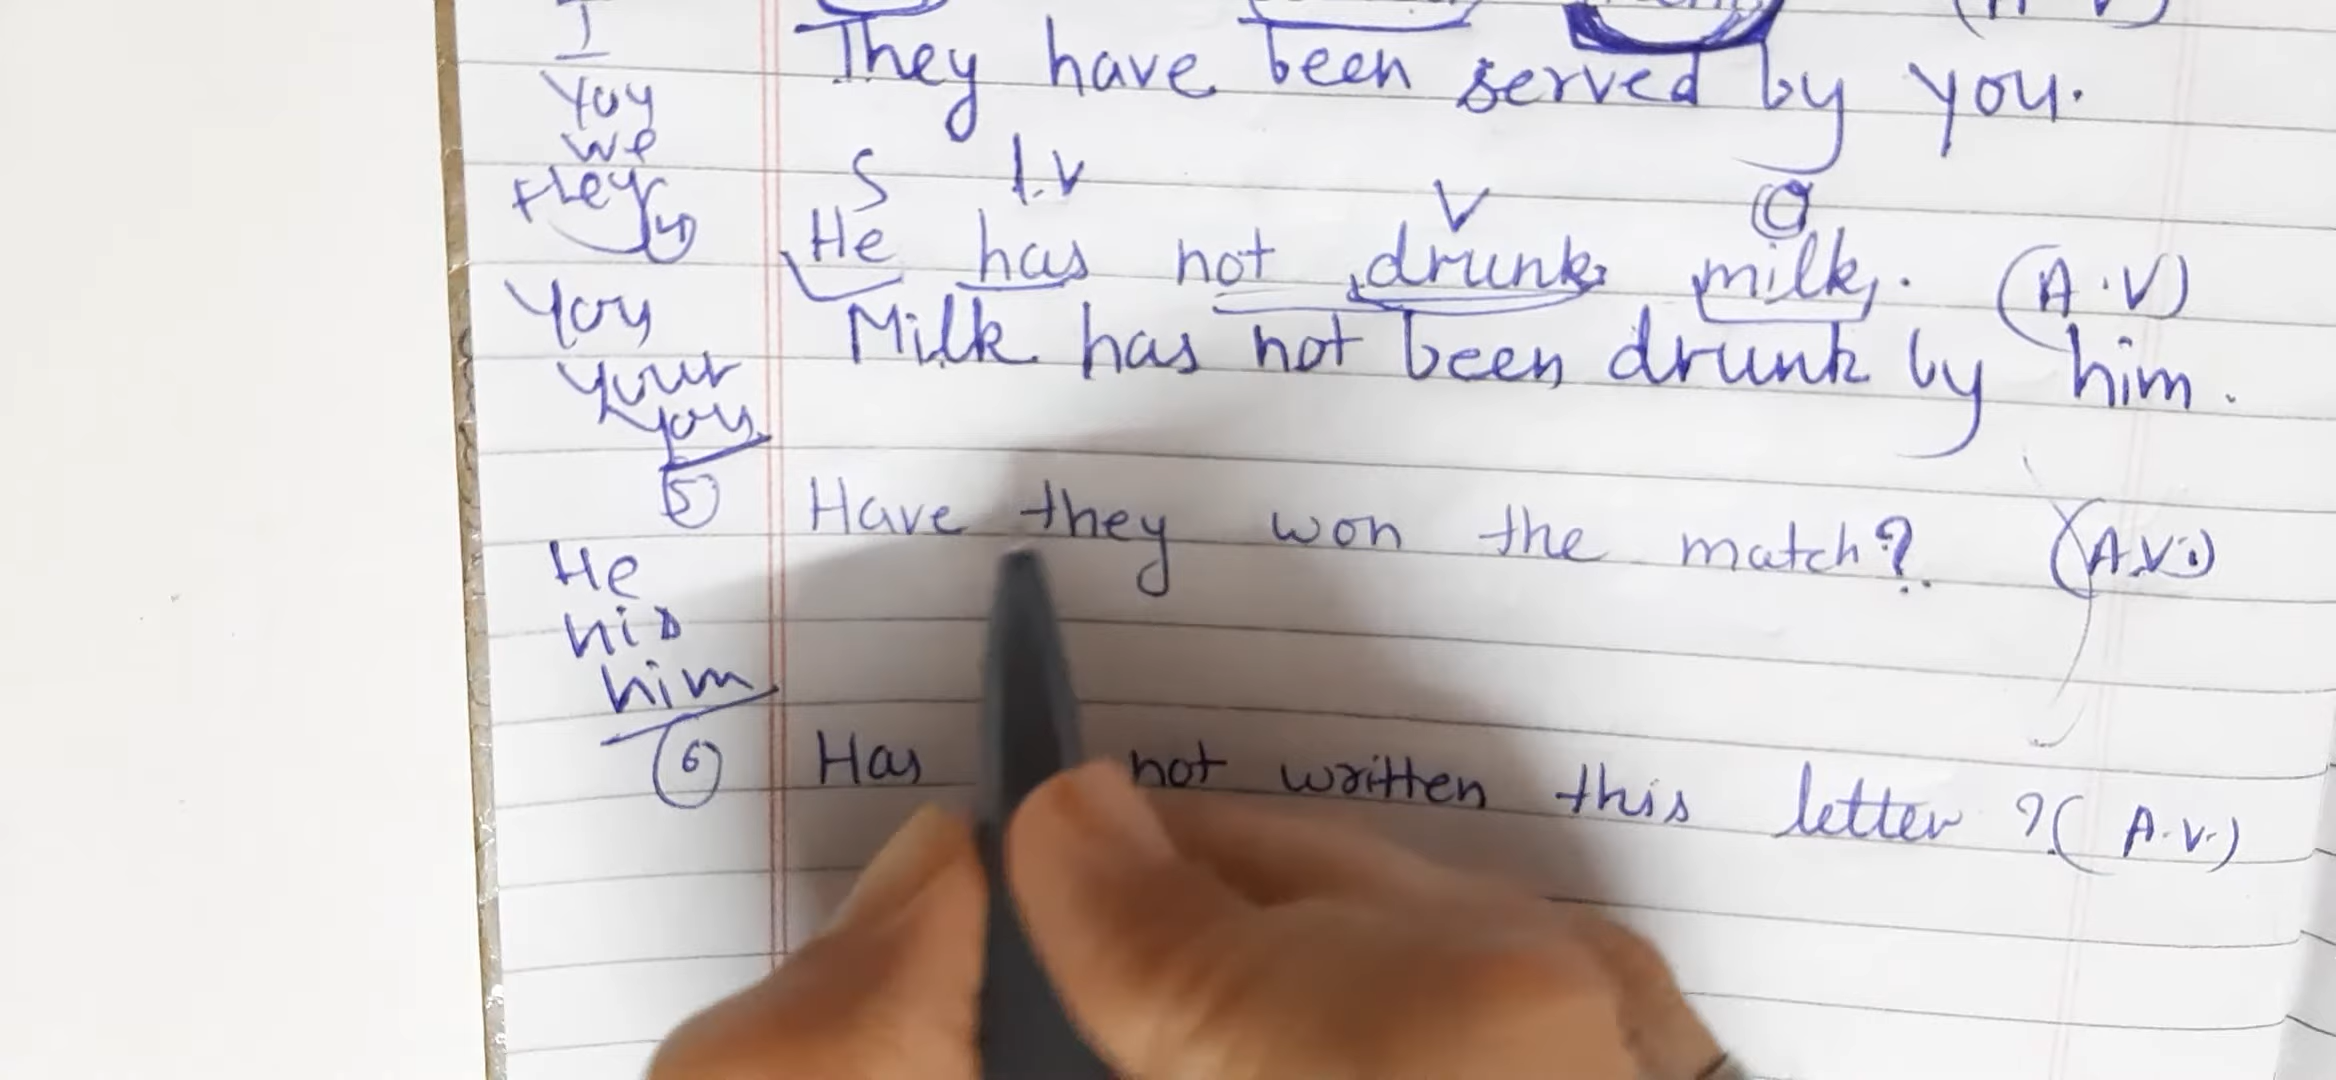 I
They have been served by you.
You
we
they
S I.V V O
4 He has not drunk milk. (A.V)
You Milk has not been drunk by him.
your
you
5 Have they won the match? (A.V.)
He
his
him
6 Has not written this letter ? (A.V.)